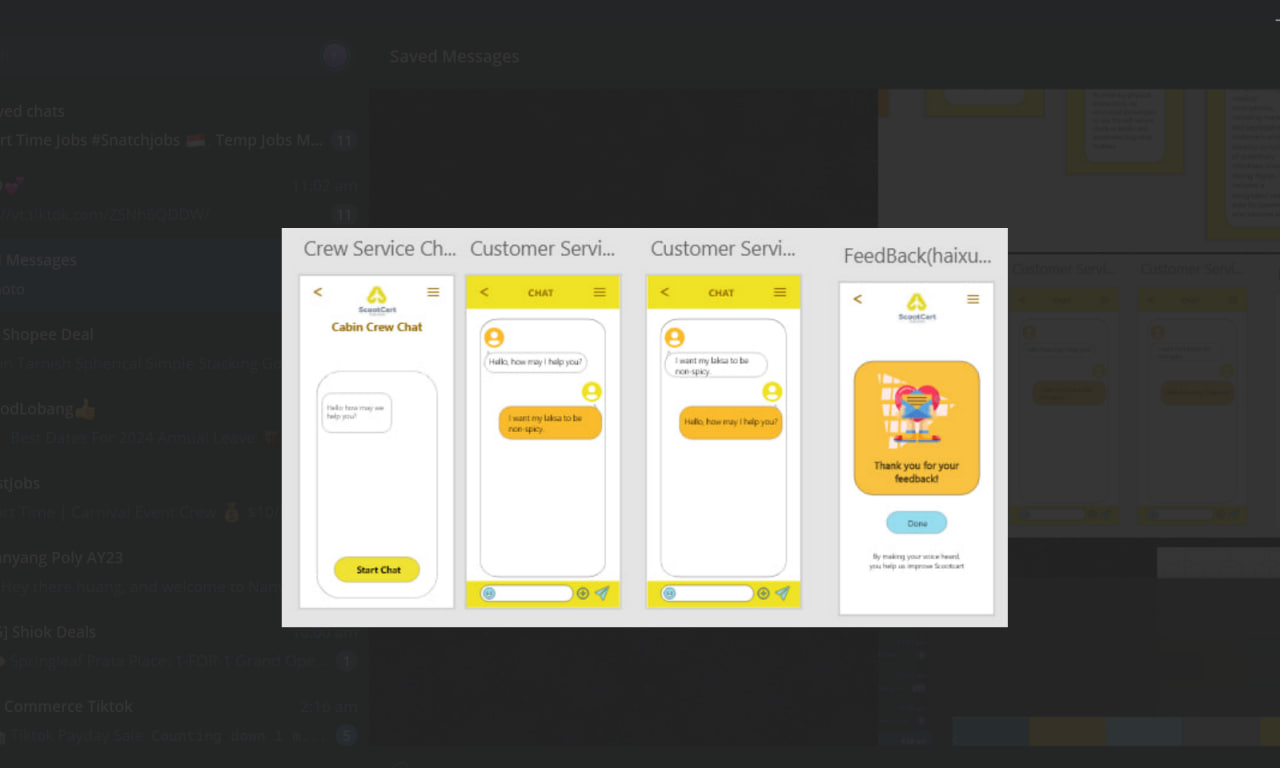 Saved Messages
ved chats
rt Time Jobs #Snatchjobs 🇸🇬 Temp Jobs M... 11
💕 11:02 am
//vt.tiktok.com/ZSNh6QDDW/ 11
Messages
oto
Shopee Deal
n Tarnish Spherical Simple Stacking Go
odLobang👍
Best Dates For 2024 Annual Leave
stJobs
rt Time | Carnival Event Crew 💰 $10/
anyang Poly AY23
Hey there huang, and welcome to Nan
] Shiok Deals 10:00 am
Springleaf Prata Place: 1-FOR-1 Grand Ope... 1
Commerce Tiktok 2:16 am
Tiktok Payday Sale Counting down 1 m... 5
Crew Service Ch...
<
ScootCart
Cabin Crew Chat
Hello, how may we
help you?
Start Chat
Customer Servi...
< CHAT
Hello, how may I help you?
I want my laksa to be
non-spicy.
Customer Servi...
< CHAT
I want my laksa to be
non-spicy.
Hello, how may I help you?
FeedBack(haixu...
<
ScootCart
Thank you for your
feedback!
Done
By making your voice heard,
you help us improve Scootcart
Customer Servi...
Customer Servi...